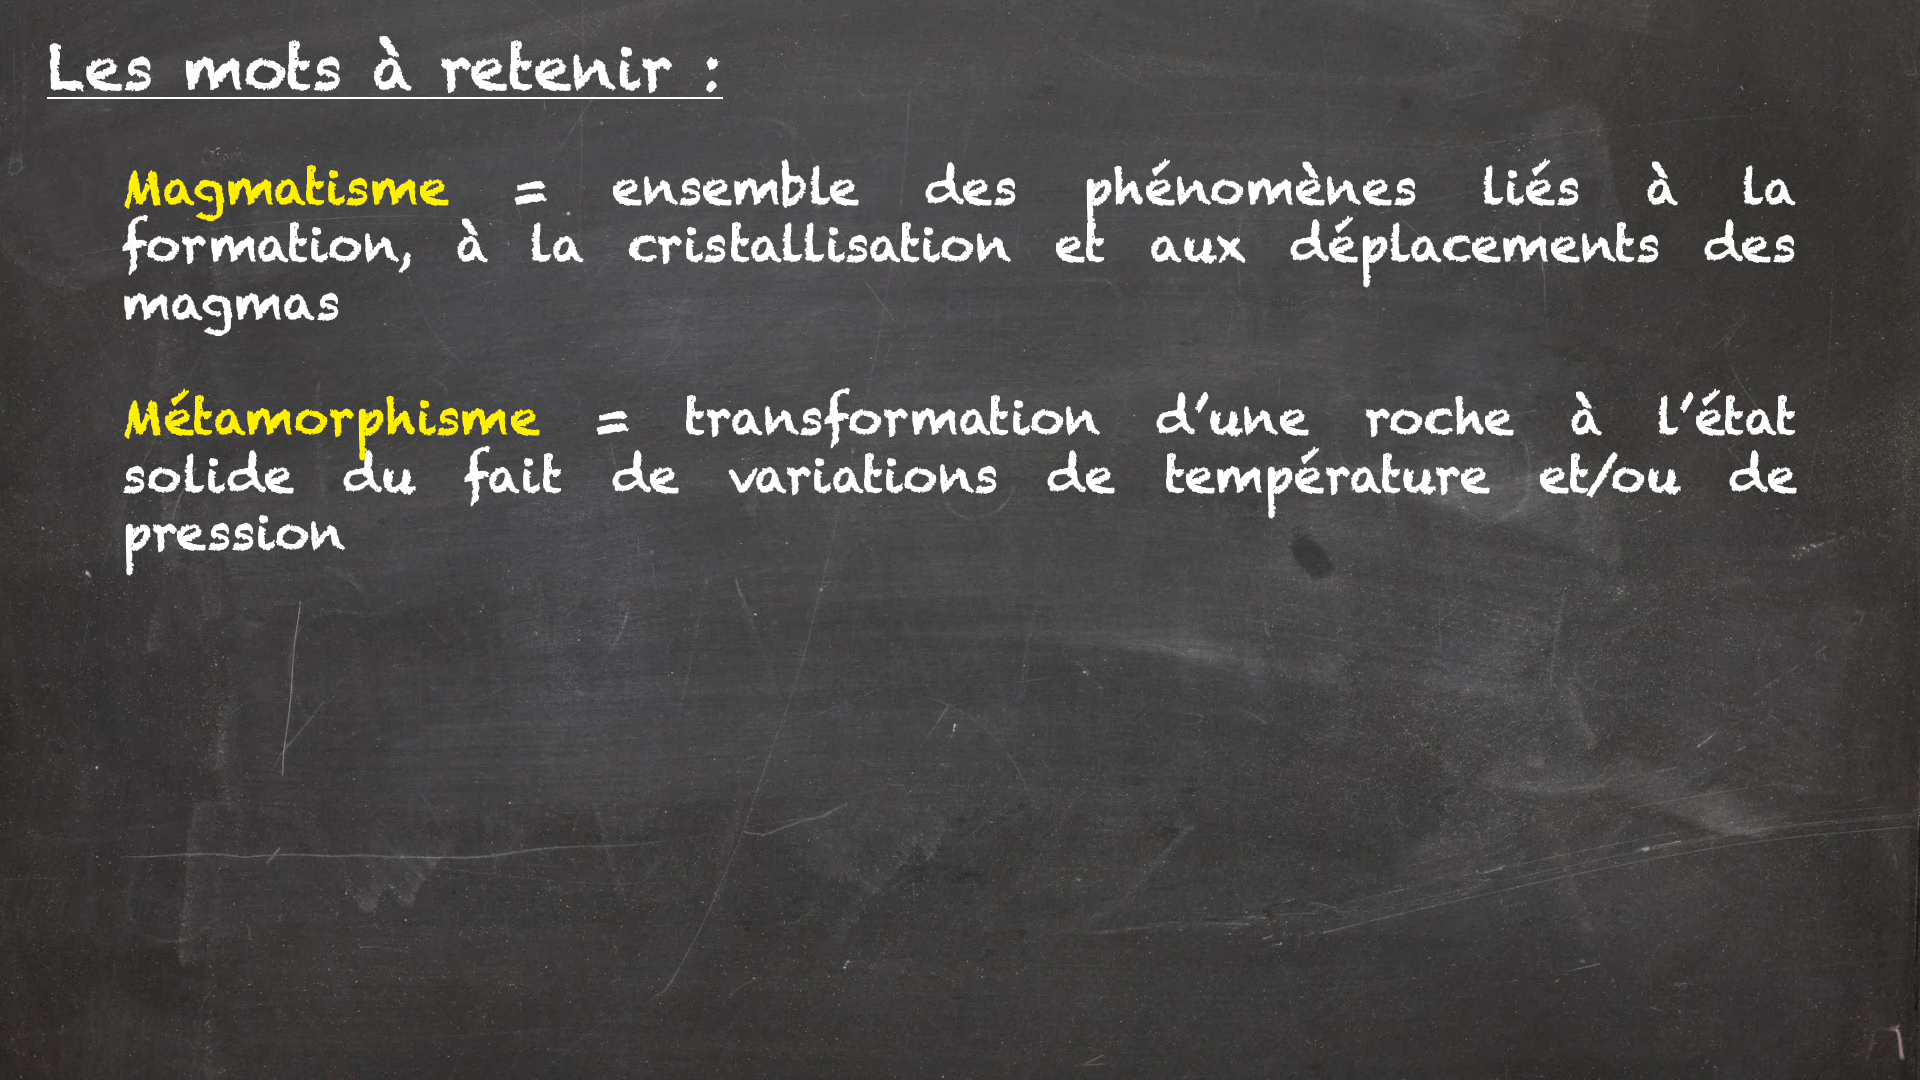 Les mots à retenir :
Magmatisme = ensemble des phénomènes liés à la
formation, à la cristallisation et aux déplacements des
magmas
Métamorphisme = transformation d’une roche à l’état
solide du fait de variations de température et/ou de
pression